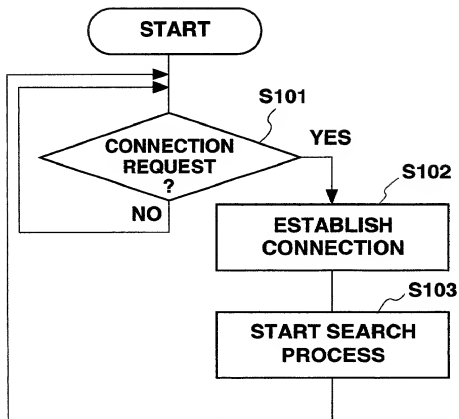 START
S101
CONNECTION
REQUEST
?
YES
NO
S102
ESTABLISH
CONNECTION
S103
START SEARCH
PROCESS